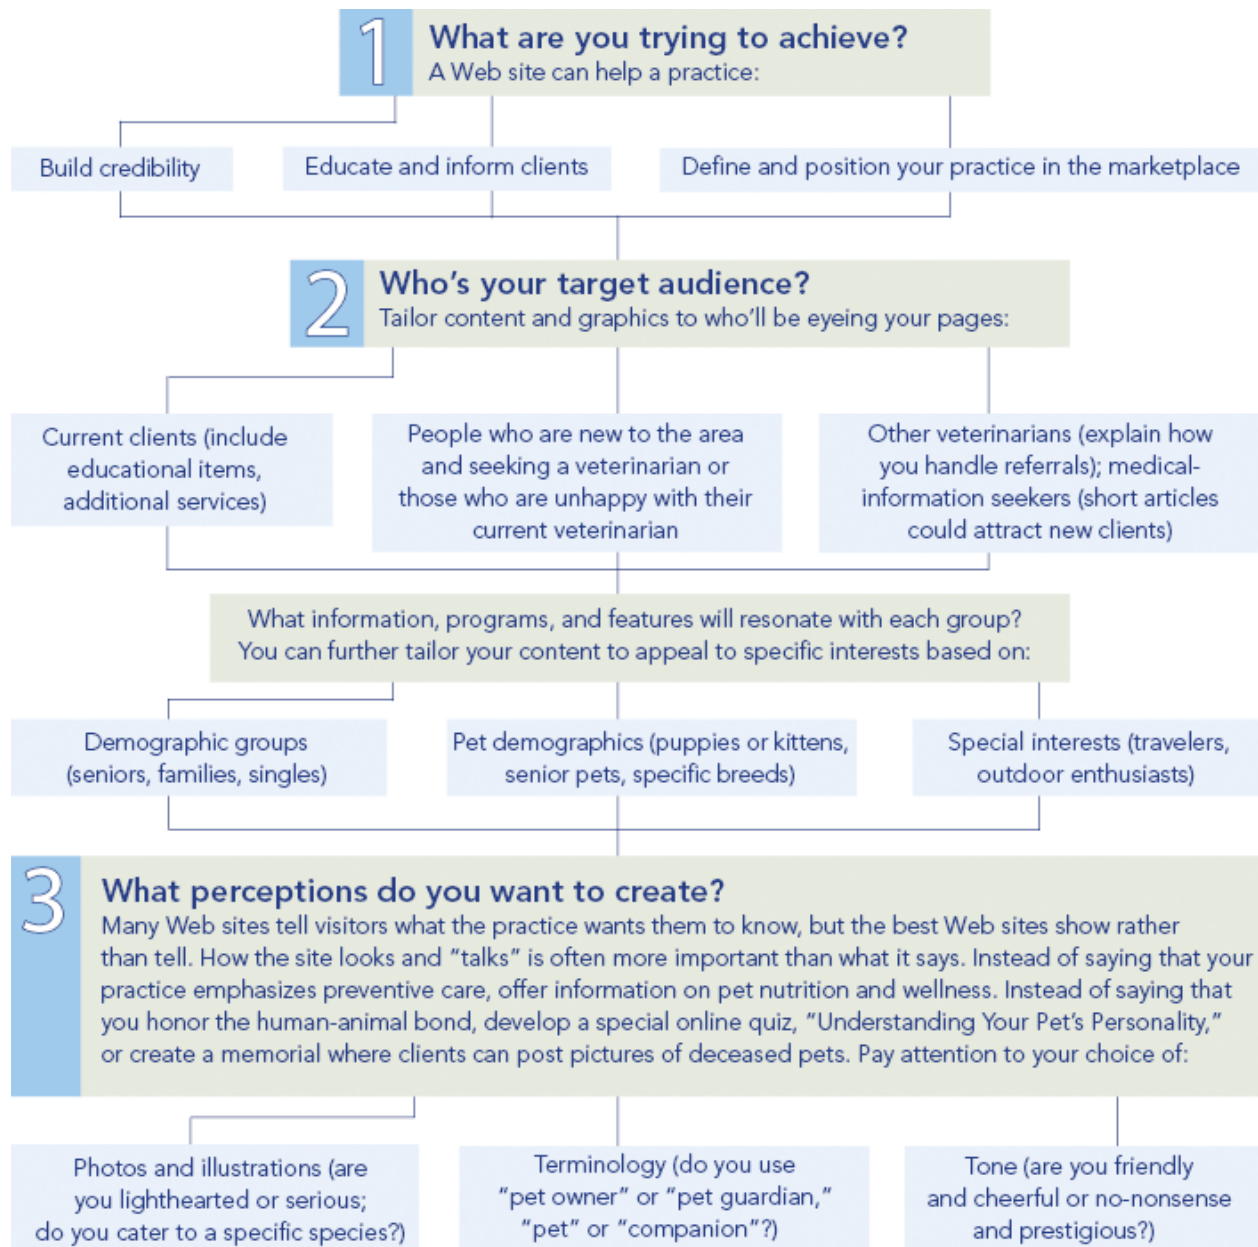 1
What are you trying to achieve?
A Web site can help a practice:
Build credibility
Educate and inform clients
Define and position your practice in the marketplace
2
Who’s your target audience?
Tailor content and graphics to who’ll be eyeing your pages:
Current clients (include
educational items,
additional services)
People who are new to the area
and seeking a veterinarian or
those who are unhappy with their
current veterinarian
Other veterinarians (explain how
you handle referrals); medical-
information seekers (short articles
could attract new clients)
What information, programs, and features will resonate with each group?
You can further tailor your content to appeal to specific interests based on:
Demographic groups
(seniors, families, singles)
Pet demographics (puppies or kittens,
senior pets, specific breeds)
Special interests (travelers,
outdoor enthusiasts)
3
What perceptions do you want to create?
Many Web sites tell visitors what the practice wants them to know, but the best Web sites show rather
than tell. How the site looks and “talks” is often more important than what it says. Instead of saying that your
practice emphasizes preventive care, offer information on pet nutrition and wellness. Instead of saying that
you honor the human-animal bond, develop a special online quiz, “Understanding Your Pet’s Personality,”
or create a memorial where clients can post pictures of deceased pets. Pay attention to your choice of:
Photos and illustrations (are
you lighthearted or serious;
do you cater to a specific species?)
Terminology (do you use
“pet owner” or “pet guardian,”
“pet” or “companion”?)
Tone (are you friendly
and cheerful or no-nonsense
and prestigious?)